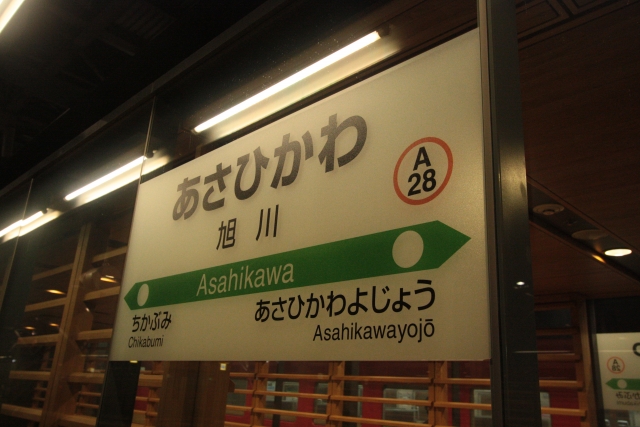 あさひかわ
A
28
旭川
Asahikawa
ちかぶみ
Chikabumi
あさひかわよじょう
Asahikawayojō